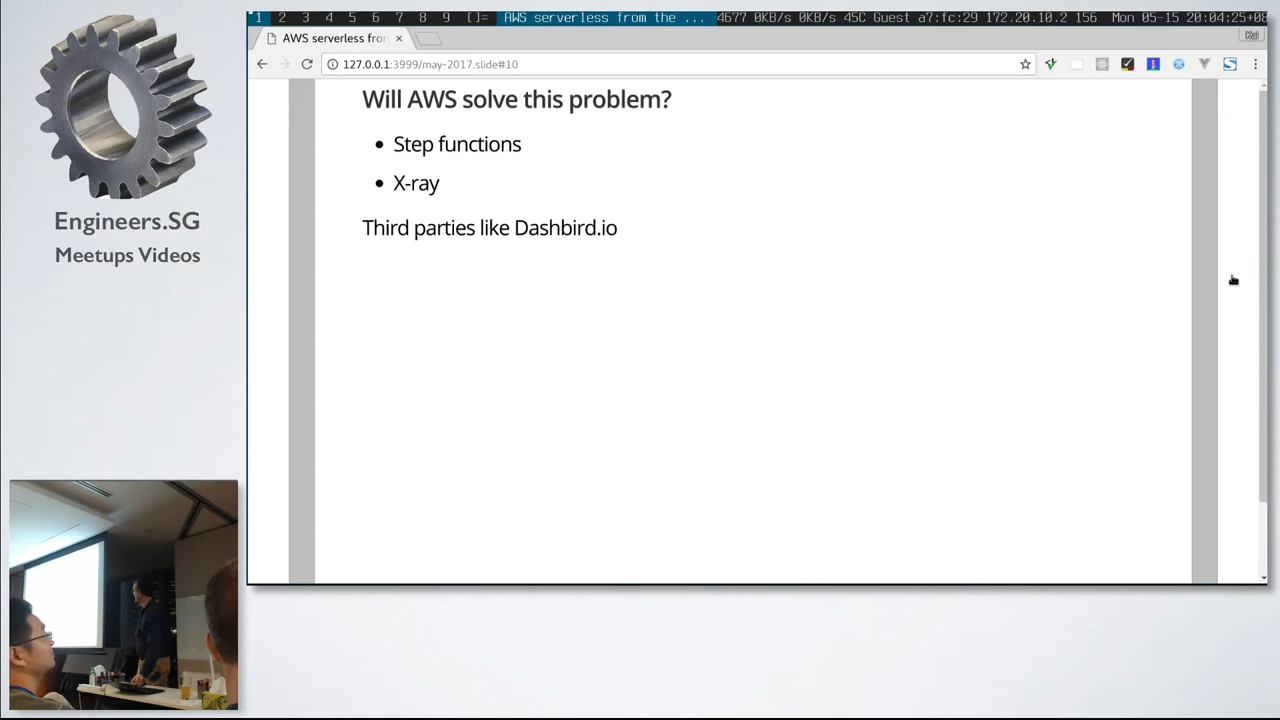 1 2 3 4 5 6 7 8 9 []= AWS serverless from the ... 4677 0KB/s 0KB/s 45C Guest a7:fc:29 172.20.10.2 156 Mon 05-15 20:04:25+08
AWS serverless fro
Kai
127.0.0.1:3999/may-2017.slide#10
Will AWS solve this problem?
Step functions
X-ray
Third parties like Dashbird.io
Engineers.SG
Meetups Videos